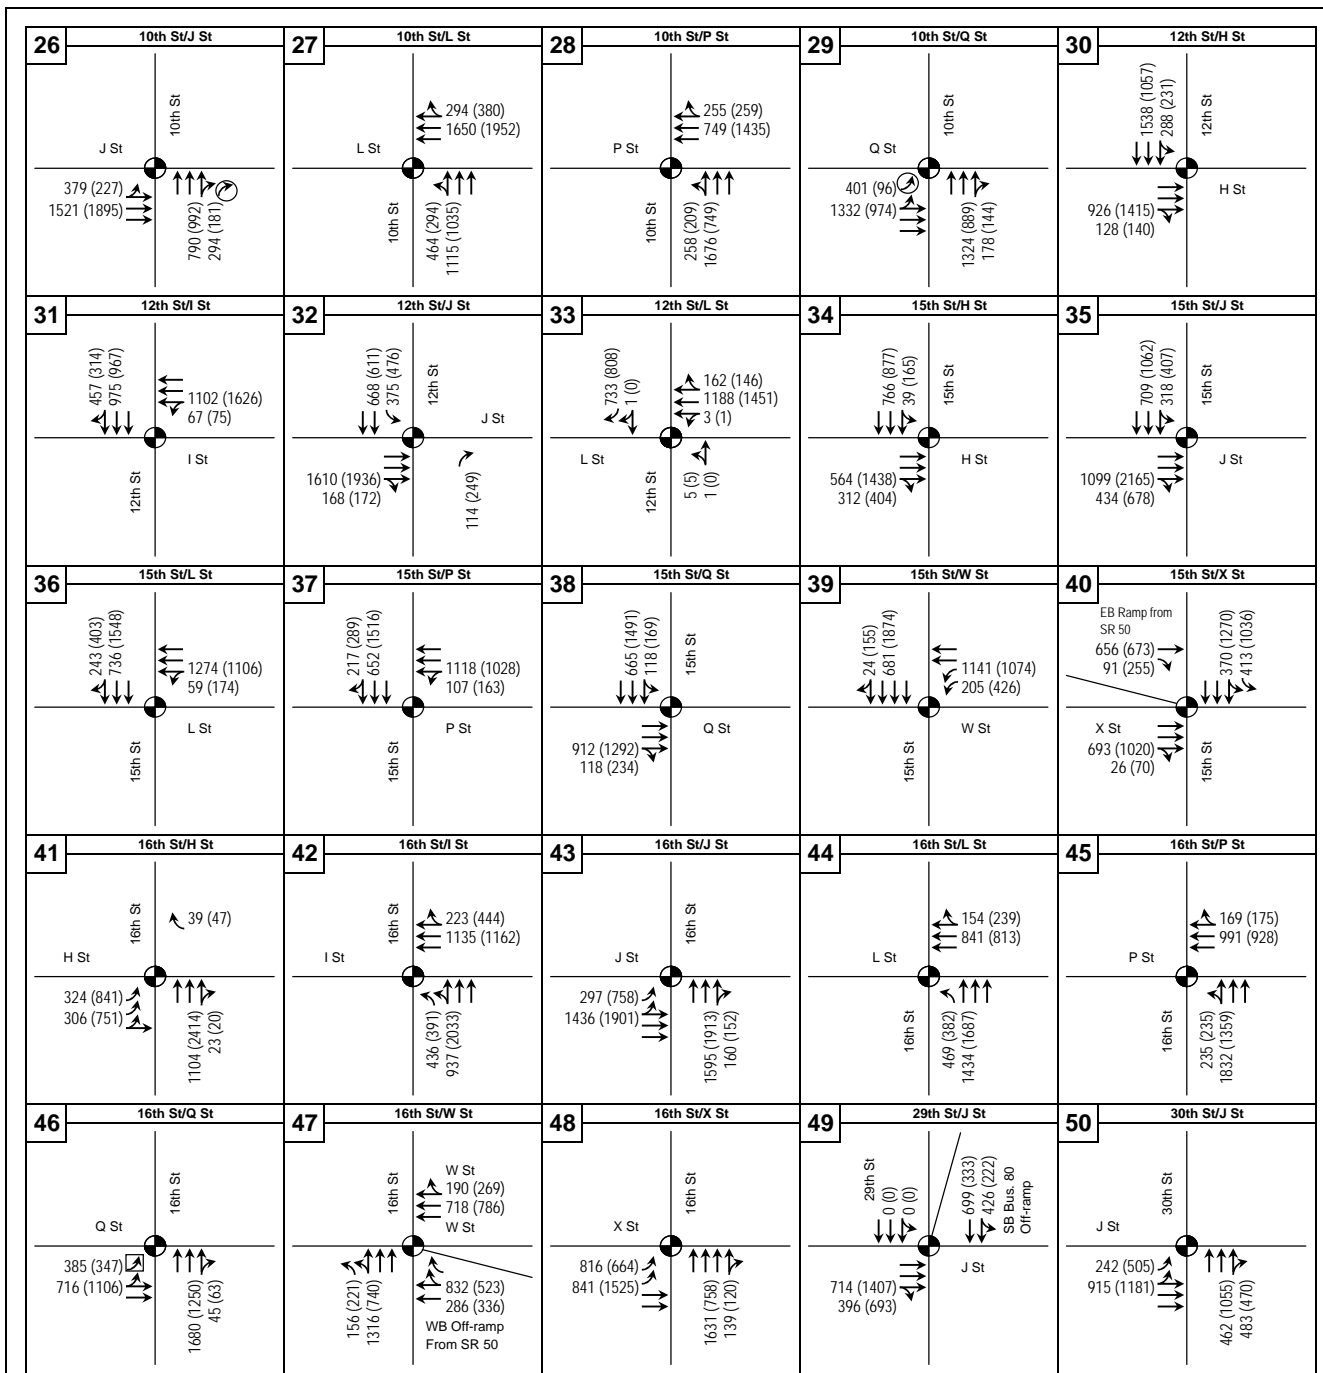 26
10th St/J St
10th St
J St
379 (227)
1521 (1895)
790 (992)
294 (181)
27
10th St/L St
294 (380)
1650 (1952)
L St
10th St
464 (294)
1115 (1035)
28
10th St/P St
255 (259)
749 (1435)
P St
10th St
258 (209)
1676 (749)
29
10th St/Q St
10th St
Q St
401 (96)
1332 (974)
1324 (889)
178 (144)
30
12th St/H St
1538 (1057)
288 (231)
12th St
H St
926 (1415)
128 (140)
31
12th St/I St
457 (314)
975 (967)
1102 (1626)
67 (75)
I St
12th St
32
12th St/J St
668 (611)
375 (476)
12th St
J St
1610 (1936)
168 (172)
114 (249)
33
12th St/L St
733 (808)
1 (0)
162 (146)
1188 (1451)
3 (1)
L St
12th St
5 (5)
1 (0)
34
15th St/H St
766 (877)
39 (165)
15th St
H St
564 (1438)
312 (404)
35
15th St/J St
709 (1062)
318 (407)
15th St
J St
1099 (2165)
434 (678)
36
15th St/L St
243 (403)
736 (1548)
1274 (1106)
59 (174)
L St
15th St
37
15th St/P St
217 (289)
652 (1516)
1118 (1028)
107 (163)
P St
15th St
38
15th St/Q St
665 (1491)
118 (169)
15th St
Q St
912 (1292)
118 (234)
39
15th St/W St
24 (155)
681 (1874)
1141 (1074)
205 (426)
W St
15th St
40
15th St/X St
EB Ramp from
SR 50
656 (673)
91 (255)
370 (1270)
413 (1036)
X St
693 (1020)
26 (70)
15th St
41
16th St/H St
16th St
39 (47)
H St
324 (841)
306 (751)
1104 (2414)
23 (20)
42
16th St/I St
16th St
223 (444)
1135 (1162)
I St
436 (391)
937 (2033)
43
16th St/J St
16th St
J St
297 (758)
1436 (1901)
1595 (1913)
160 (152)
44
16th St/L St
154 (239)
841 (813)
L St
16th St
469 (382)
1434 (1687)
45
16th St/P St
169 (175)
991 (928)
P St
16th St
235 (235)
1832 (1359)
46
16th St/Q St
16th St
Q St
385 (347)
716 (1106)
1680 (1250)
45 (63)
47
16th St/W St
16th St
W St
190 (269)
718 (786)
W St
156 (221)
1316 (740)
832 (523)
286 (336)
WB Off-ramp
From SR 50
48
16th St/X St
16th St
X St
816 (664)
841 (1525)
1631 (758)
139 (120)
49
29th St/J St
29th St
0 (0)
0 (0)
699 (333)
426 (222)
SB Bus. 80
Off-ramp
J St
714 (1407)
396 (693)
50
30th St/J St
30th St
J St
242 (505)
915 (1181)
462 (1055)
483 (470)